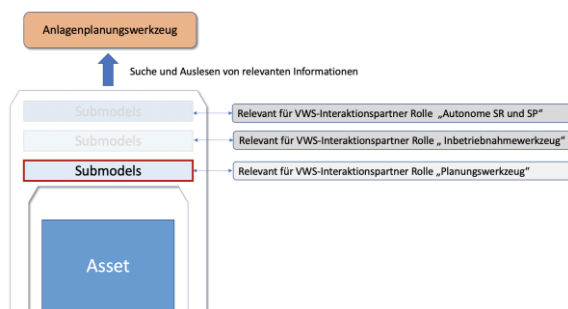 Anlagenplanungswerkzeug
Suche und Auslesen von relevanten Informationen
Submodels
Relevant für VWS-Interaktionspartner Rolle „Autonome SR und SP“
Submodels
Relevant für VWS-Interaktionspartner Rolle „ Inbetriebnahmewerkzeug“
Submodels
Relevant für VWS-Interaktionspartner Rolle „Planungswerkzeug“
Asset